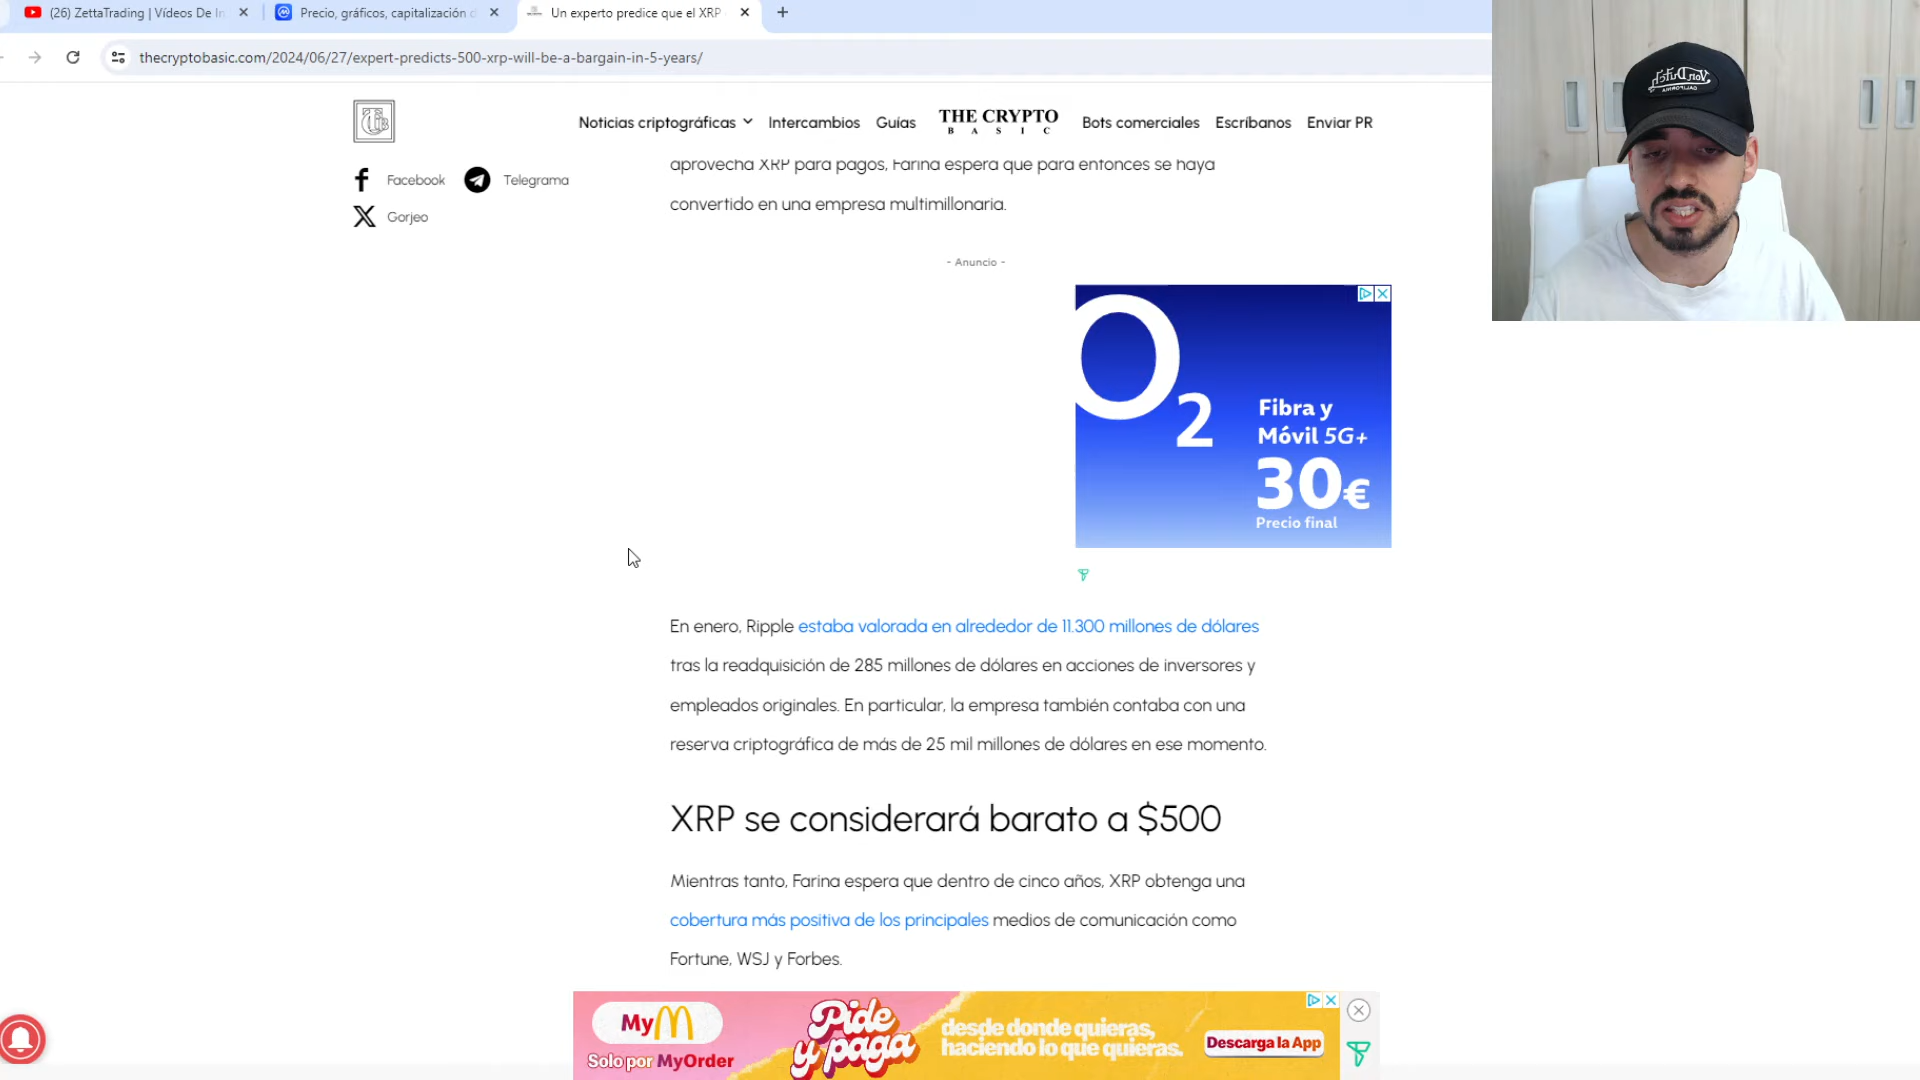 (26) ZettaTrading | Vídeos De In
Precio, gráficos, capitalización d
Un experto predice que el XRP
thecryptobasic.com/2024/06/27/expert-predicts-500-xrp-will-be-a-bargain-in-5-years/
Noticias criptográficas
Intercambios
Guías
THE CRYPTO
BASIC
Bots comerciales
Escríbanos
Enviar PR
Facebook
Telegrama
Gorjeo
aprovecha XRP para pagos, Farina espera que para entonces se haya
convertido en una empresa multimillonaria.
- Anuncio -
O2
Fibra y
Móvil 5G+
30€
Precio final
En enero, Ripple estaba valorada en alrededor de 11.300 millones de dólares
tras la readquisición de 285 millones de dólares en acciones de inversores y
empleados originales. En particular, la empresa también contaba con una
reserva criptográfica de más de 25 mil millones de dólares en ese momento.
XRP se considerará barato a $500
Mientras tanto, Farina espera que dentro de cinco años, XRP obtenga una
cobertura más positiva de los principales medios de comunicación como
Fortune, WSJ y Forbes.
My
Solo por MyOrder
Pide
y paga
desde donde quieras,
haciendo lo que quieras.
Descarga la App
Von Dutch
CALIFORNIA